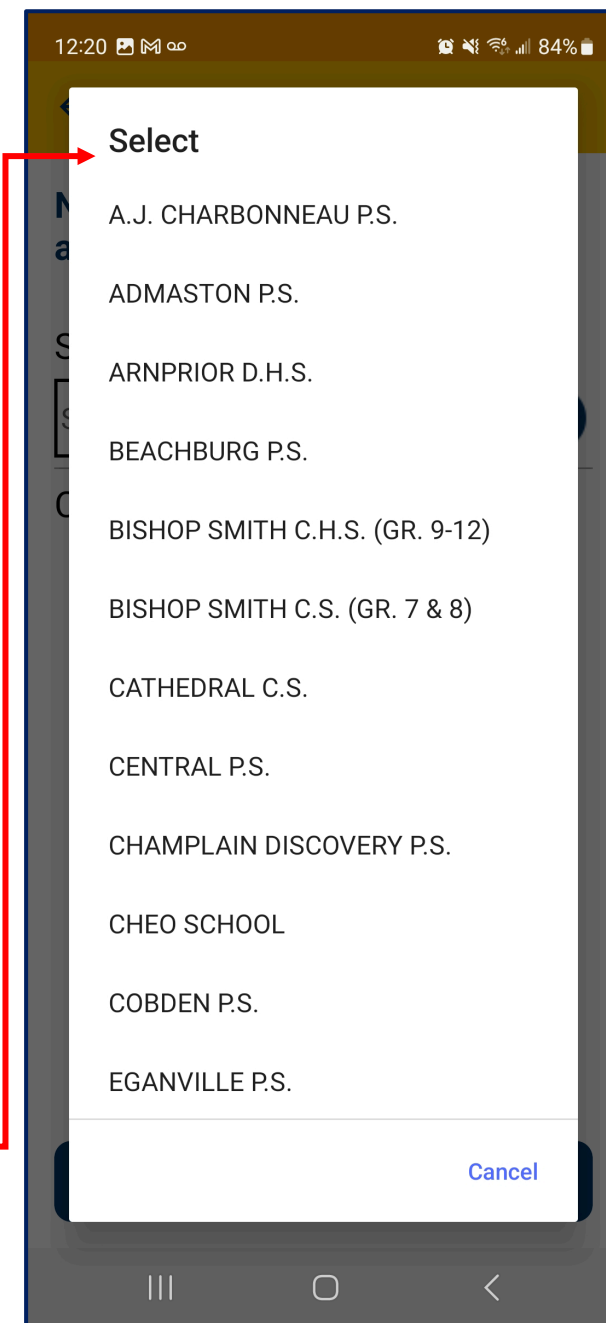 12:20 84%
Select
N
a
S
S
C
A.J. CHARBONNEAU P.S.
ADMASTON P.S.
ARNPRIOR D.H.S.
BEACHBURG P.S.
BISHOP SMITH C.H.S. (GR. 9-12)
BISHOP SMITH C.S. (GR. 7 & 8)
CATHEDRAL C.S.
CENTRAL P.S.
CHAMPLAIN DISCOVERY P.S.
CHEO SCHOOL
COBDEN P.S.
EGANVILLE P.S.
Cancel